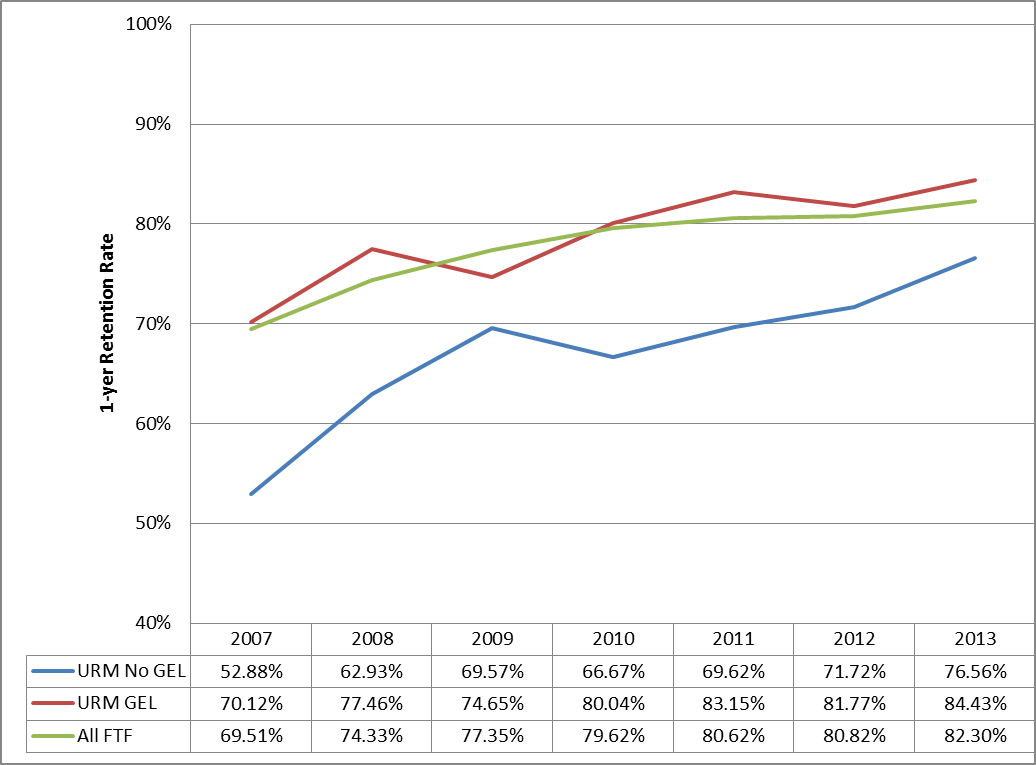 100%
90%
80%
70%
60%
50%
40%
1-yer Retention Rate
2007 2008 2009 2010 2011 2012 2013
URM No GEL 52.88% 62.93% 69.57% 66.67% 69.62% 71.72% 76.56%
URM GEL 70.12% 77.46% 74.65% 80.04% 83.15% 81.77% 84.43%
All FTF 69.51% 74.33% 77.35% 79.62% 80.62% 80.82% 82.30%